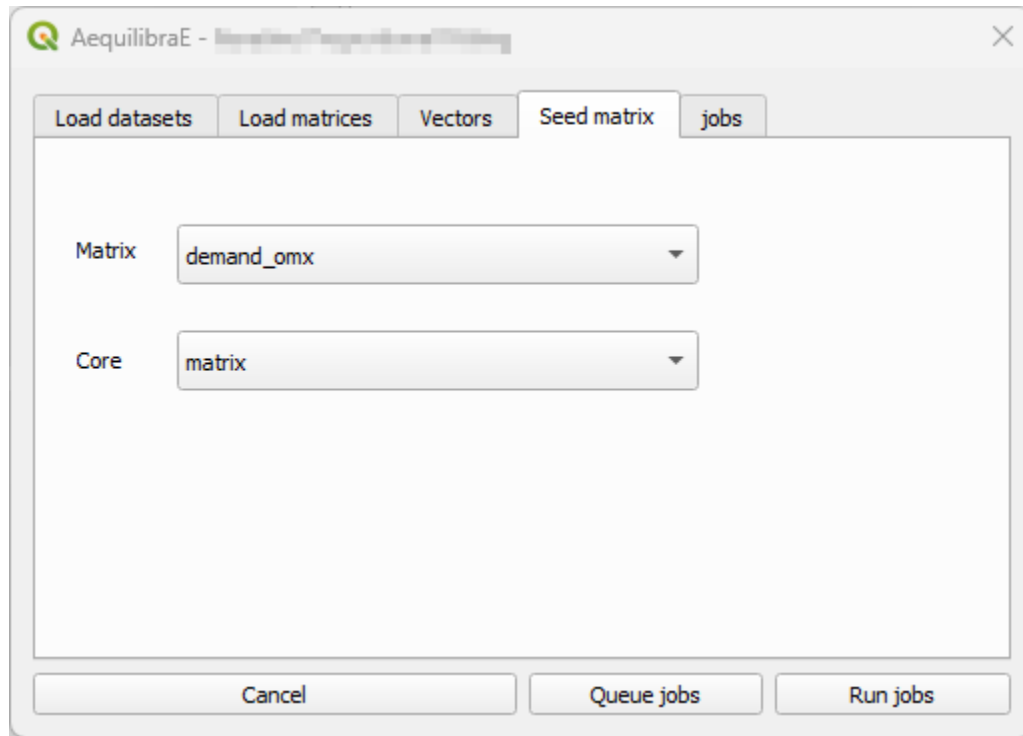 AequilibraE -
Load datasets Load matrices Vectors Seed matrix jobs
Matrix demand_omx
Core matrix
Cancel Queue jobs Run jobs